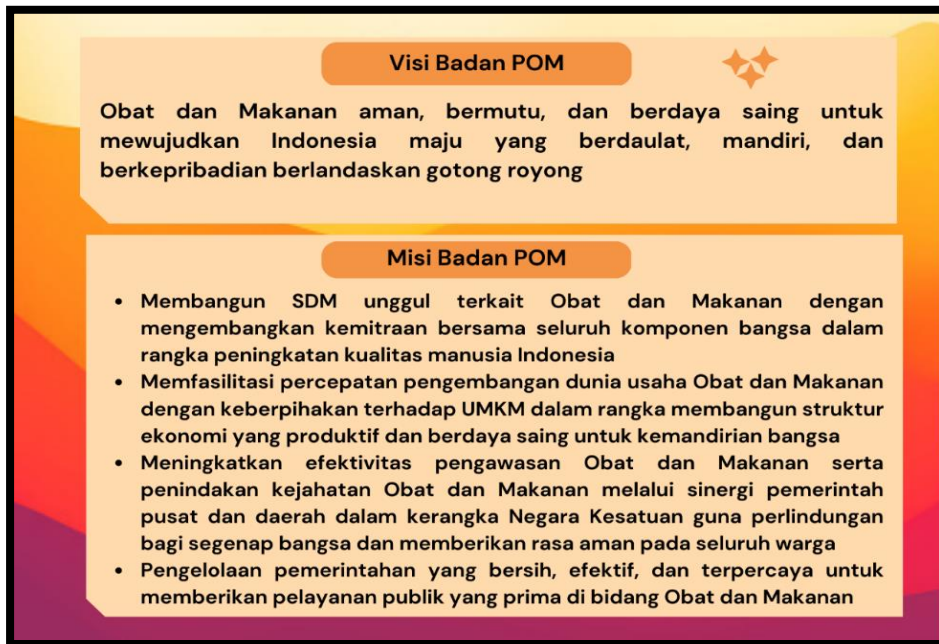 Visi Badan POM
Obat dan Makanan aman, bermutu, dan berdaya saing untuk
mewujudkan Indonesia maju yang berdaulat, mandiri, dan
berkepribadian berlandaskan gotong royong
Misi Badan POM
• Membangun SDM unggul terkait Obat dan Makanan dengan
mengembangkan kemitraan bersama seluruh komponen bangsa dalam
rangka peningkatan kualitas manusia Indonesia
• Memfasilitasi percepatan pengembangan dunia usaha Obat dan Makanan
dengan keberpihakan terhadap UMKM dalam rangka membangun struktur
ekonomi yang produktif dan berdaya saing untuk kemandirian bangsa
• Meningkatkan efektivitas pengawasan Obat dan Makanan serta
penindakan kejahatan Obat dan Makanan melalui sinergi pemerintah
pusat dan daerah dalam kerangka Negara Kesatuan guna perlindungan
bagi segenap bangsa dan memberikan rasa aman pada seluruh warga
• Pengelolaan pemerintahan yang bersih, efektif, dan terpercaya untuk
memberikan pelayanan publik yang prima di bidang Obat dan Makanan